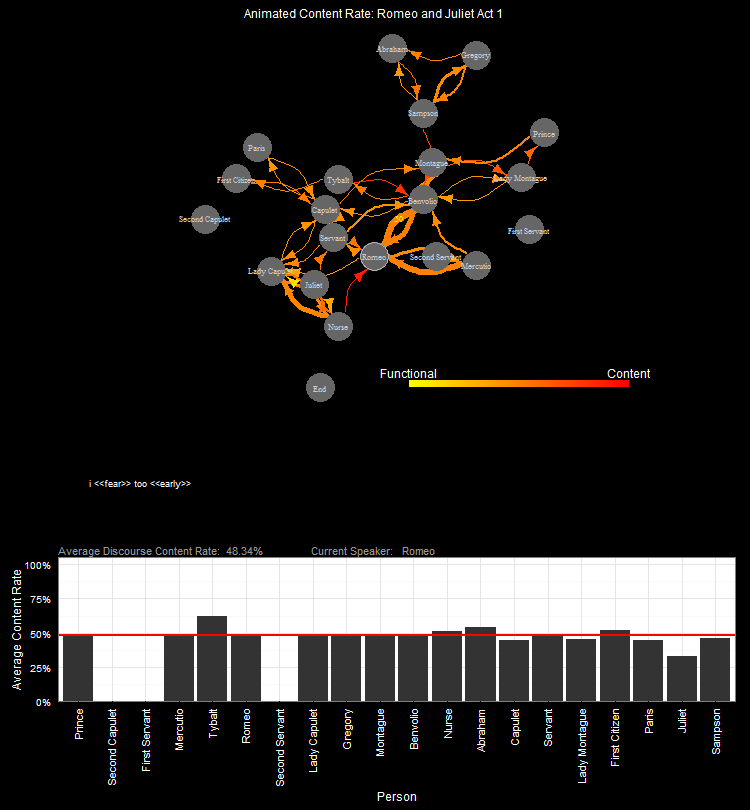 Animated Content Rate: Romeo and Juliet Act 1
Abraham
Gregory
Sampson
Prince
Paris
Montague
First Citizen
Tybalt
Lady Montague
Benvolio
Capulet
Second Capulet
First Servant
Servant
Romeo
Second Servant
Mercutio
Lady Capulet
Juliet
Nurse
Functional
Content
End
i <<fear>> too <<early>>
Average Discourse Content Rate: 48.34%
Current Speaker: Romeo
Average Content Rate
100%
75%
50%
25%
0%
Prince
Second Capulet
First Servant
Mercutio
Tybalt
Romeo
Second Servant
Lady Capulet
Gregory
Montague
Benvolio
Nurse
Abraham
Capulet
Servant
Lady Montague
First Citizen
Paris
Juliet
Sampson
Person